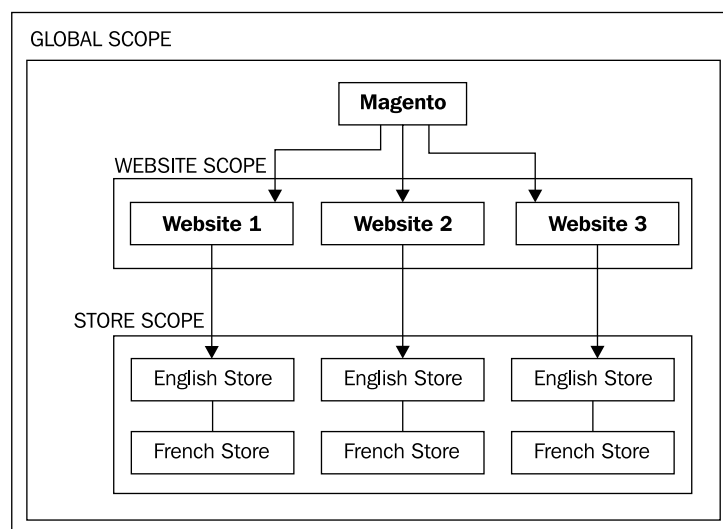 GLOBAL SCOPE
Magento
WEBSITE SCOPE
Website 1 Website 2 Website 3
STORE SCOPE
English Store English Store English Store
French Store French Store French Store